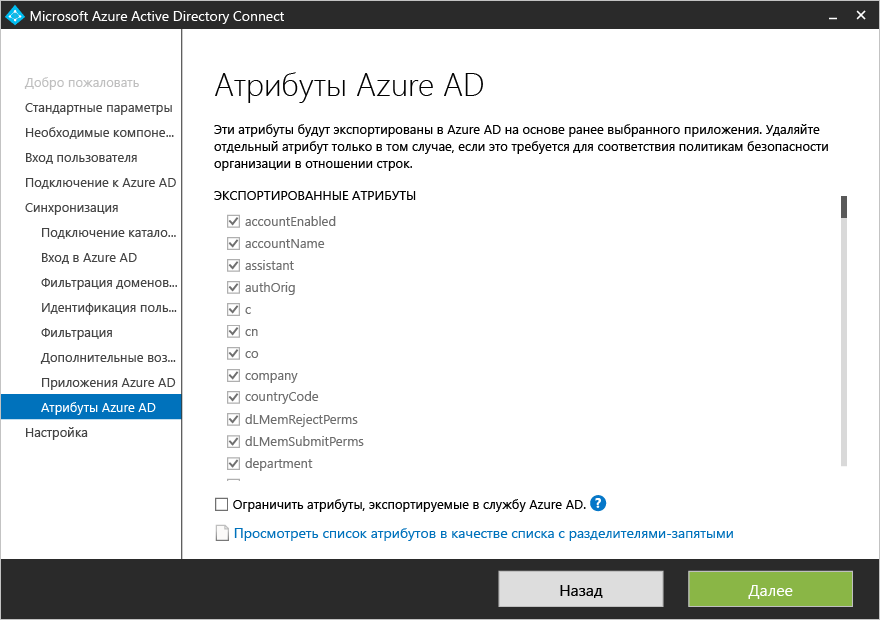 Microsoft Azure Active Directory Connect
Добро пожаловать
Стандартные параметры
Необходимые компоне...
Вход пользователя
Подключение к Azure AD
Синхронизация
Подключение катало...
Вход в Azure AD
Фильтрация доменов...
Идентификация поль...
Фильтрация
Дополнительные воз...
Приложения Azure AD
Атрибуты Azure AD
Настройка
Атрибуты Azure AD
Эти атрибуты будут экспортированы в Azure AD на основе ранее выбранного приложения. Удаляйте
отдельный атрибут только в том случае, если это требуется для соответствия политикам безопасности
организации в отношении строк.
ЭКСПОРТИРОВАННЫЕ АТРИБУТЫ
accountEnabled
accountName
assistant
authOrig
c
cn
co
company
countryCode
dLMemRejectPerms
dLMemSubmitPerms
department
Ограничить атрибуты, экспортируемые в службу Azure AD. ?
Просмотреть список атрибутов в качестве списка с разделителями-запятыми
Назад
Далее